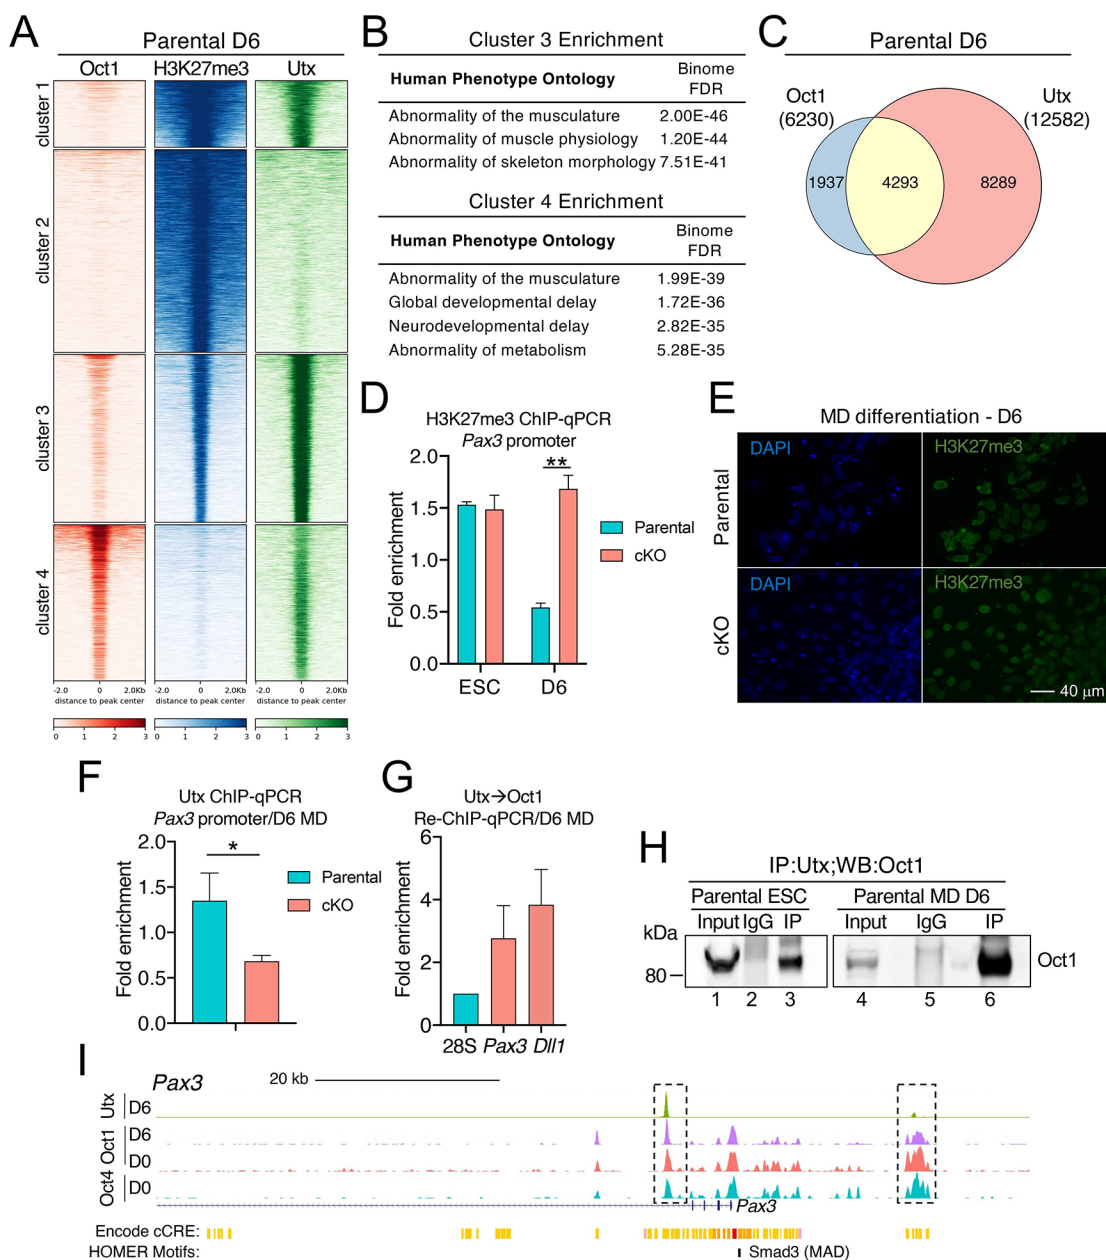 A
Parental D6
Oct1 H3K27me3 Utx
cluster 1
cluster 2
cluster 3
cluster 4
-2.0 0 2.0Kb -2.0 0 2.0Kb -2.0 0 2.0Kb
distance to peak center distance to peak center distance to peak center
0 1 2 3 0 1 2 3 0 1 2 3
B
Cluster 3 Enrichment
Human Phenotype Ontology Binome FDR
Abnormality of the musculature 2.00E-46
Abnormality of muscle physiology 1.20E-44
Abnormality of skeleton morphology 7.51E-41
Cluster 4 Enrichment
Human Phenotype Ontology Binome FDR
Abnormality of the musculature 1.99E-39
Global developmental delay 1.72E-36
Neurodevelopmental delay 2.82E-35
Abnormality of metabolism 5.28E-35
C
Parental D6
Oct1
(6230)
Utx
(12582)
1937 4293 8289
D
H3K27me3 ChIP-qPCR
Pax3 promoter
Fold enrichment
2.0
1.5
1.0
0.5
0.0
**
ESC D6
Parental
cKO
E
MD differentiation - D6
Parental
cKO
DAPI H3K27me3
DAPI H3K27me3
40 μm
F
Utx ChIP-qPCR
Pax3 promoter/D6 MD
Fold enrichment
2.0
1.5
1.0
0.5
0.0
*
Parental
cKO
G
Utx→Oct1
Re-ChIP-qPCR/D6 MD
Fold enrichment
6
4
2
0
28S Pax3 Dll1
H
IP:Utx;WB:Oct1
Parental ESC Parental MD D6
Input IgG IP Input IgG IP
kDa
80
Oct1
1 2 3 4 5 6
I
Pax3 20 kb
Utx D6
Oct1 D6
D0
Oct4 D0
Pax3
Encode cCRE:
HOMER Motifs: Smad3 (MAD)